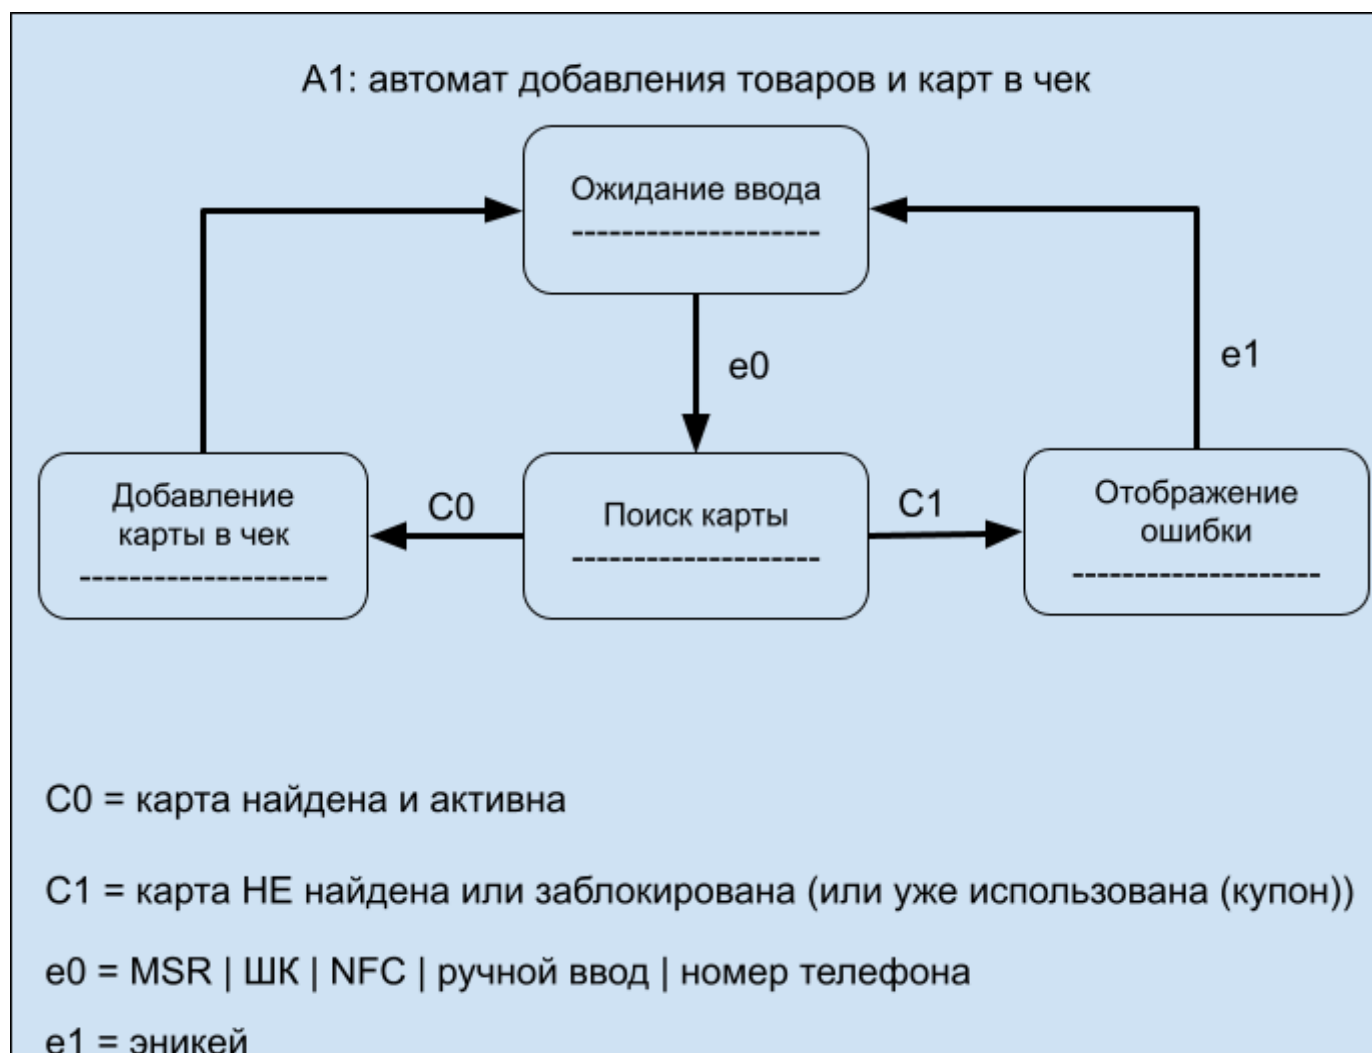 А1: автомат добавления товаров и карт в чек
Ожидание ввода
--------------------
e0
e1
Добавление
карты в чек
--------------------
C0
Поиск карты
--------------------
C1
Отображение
ошибки
--------------------
C0 = карта найдена и активна
C1 = карта НЕ найдена или заблокирована (или уже использована (купон))
e0 = MSR | ШК | NFC | ручной ввод | номер телефона
e1 = эникей